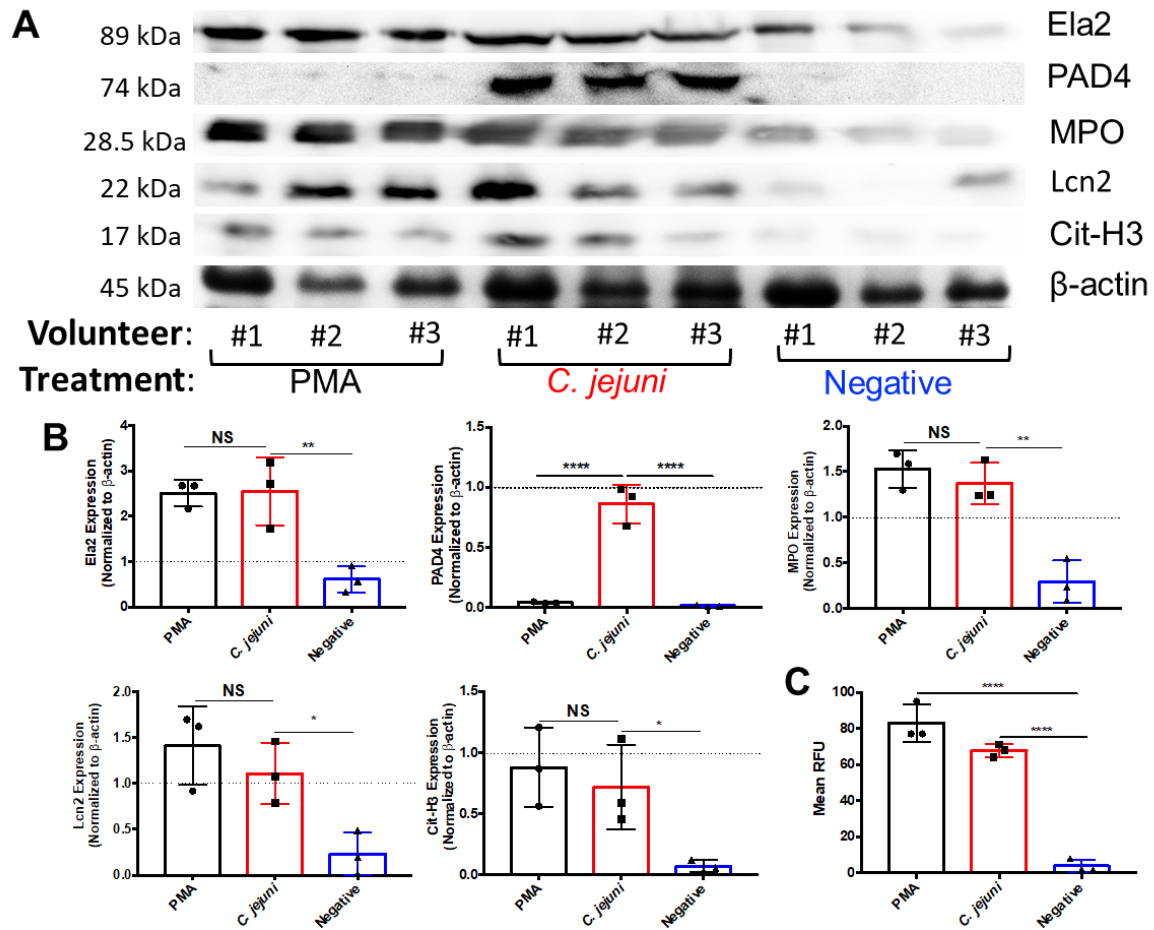 A
89 kDa Ela2
74 kDa PAD4
28.5 kDa MPO
22 kDa Lcn2
17 kDa Cit-H3
45 kDa β-actin
Volunteer: #1 #2 #3 #1 #2 #3 #1 #2 #3
Treatment: PMA C. jejuni Negative
B
Ela2 Expression
(Normalized to β-actin)
4
3
2
1
0
NS **
PMA C. jejuni Negative
PAD4 Expression
(Normalized to β-actin)
1.5
1.0
0.5
0.0
**** ****
PMA C. jejuni Negative
MPO Expression
(Normalized to β-actin)
2.0
1.5
1.0
0.5
0.0
NS **
PMA C. jejuni Negative
Lcn2 Expression
(Normalized to β-actin)
2.0
1.5
1.0
0.5
0.0
NS *
PMA C. jejuni Negative
Cit-H3 Expression
(Normalized to β-actin)
1.5
1.0
0.5
0.0
NS *
PMA C. jejuni Negative
C
Mean RFU
100
80
60
40
20
0
****
****
PMA C. jejuni Negative